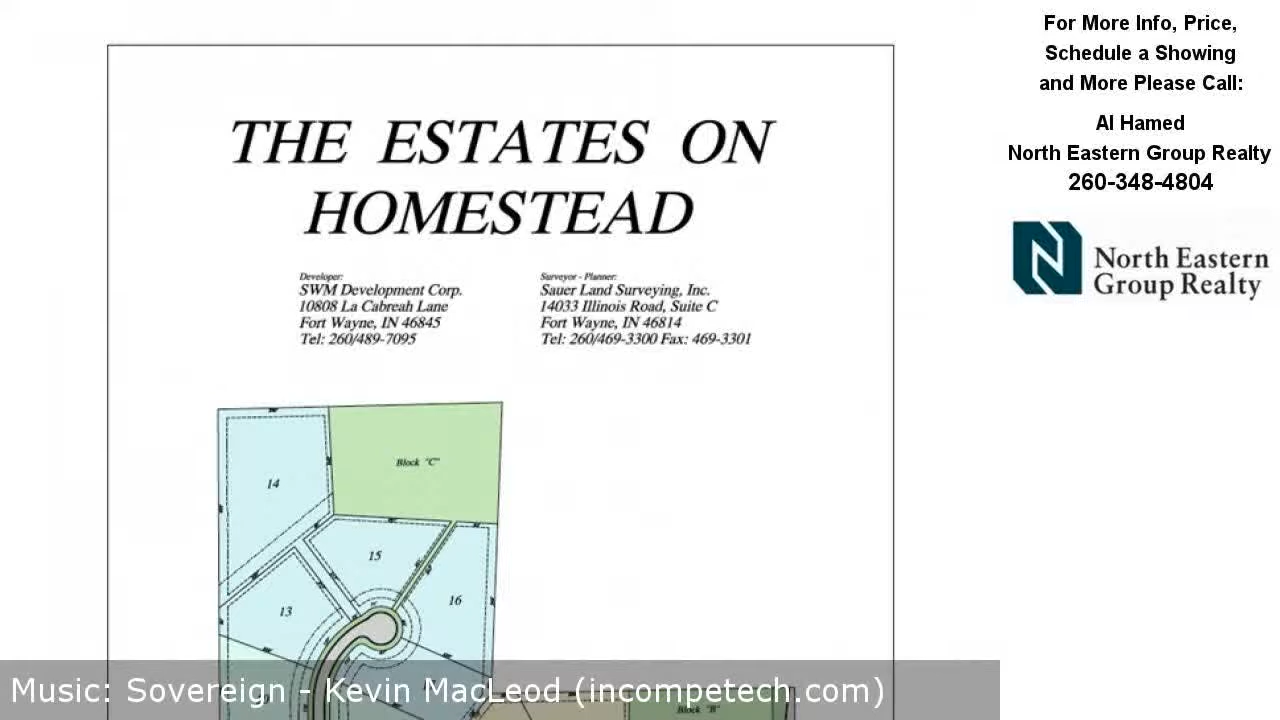 For More Info, Price,
Schedule a Showing
and More Please Call:
Al Hamed
North Eastern Group Realty
260-348-4804
North Eastern
Group Realty
THE ESTATES ON
HOMESTEAD
Developer:
SWM Development Corp.
10808 La Cabreah Lane
Fort Wayne, IN 46845
Tel: 260/489-7095
Surveyor - Planner:
Sauer Land Surveying, Inc.
14033 Illinois Road, Suite C
Fort Wayne, IN 46814
Tel: 260/469-3300 Fax: 469-3301
Block "C"
14
15
16
13
Block "B"
Music: Sovereign - Kevin MacLeod (incompetech.com)